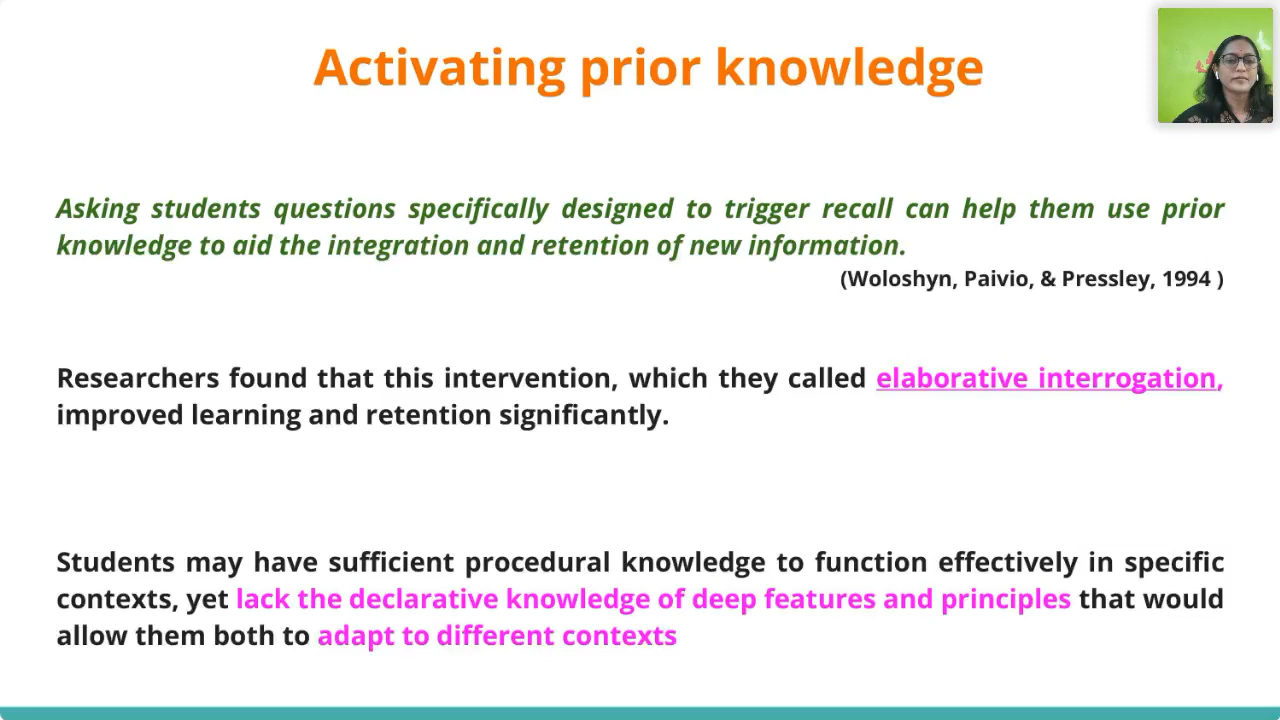 Activating prior knowledge
Asking students questions specifically designed to trigger recall can help them use prior
knowledge to aid the integration and retention of new information.
(Woloshyn, Paivio, & Pressley, 1994 )
Researchers found that this intervention, which they called elaborative interrogation,
improved learning and retention significantly.
Students may have sufficient procedural knowledge to function effectively in specific
contexts, yet lack the declarative knowledge of deep features and principles that would
allow them both to adapt to different contexts